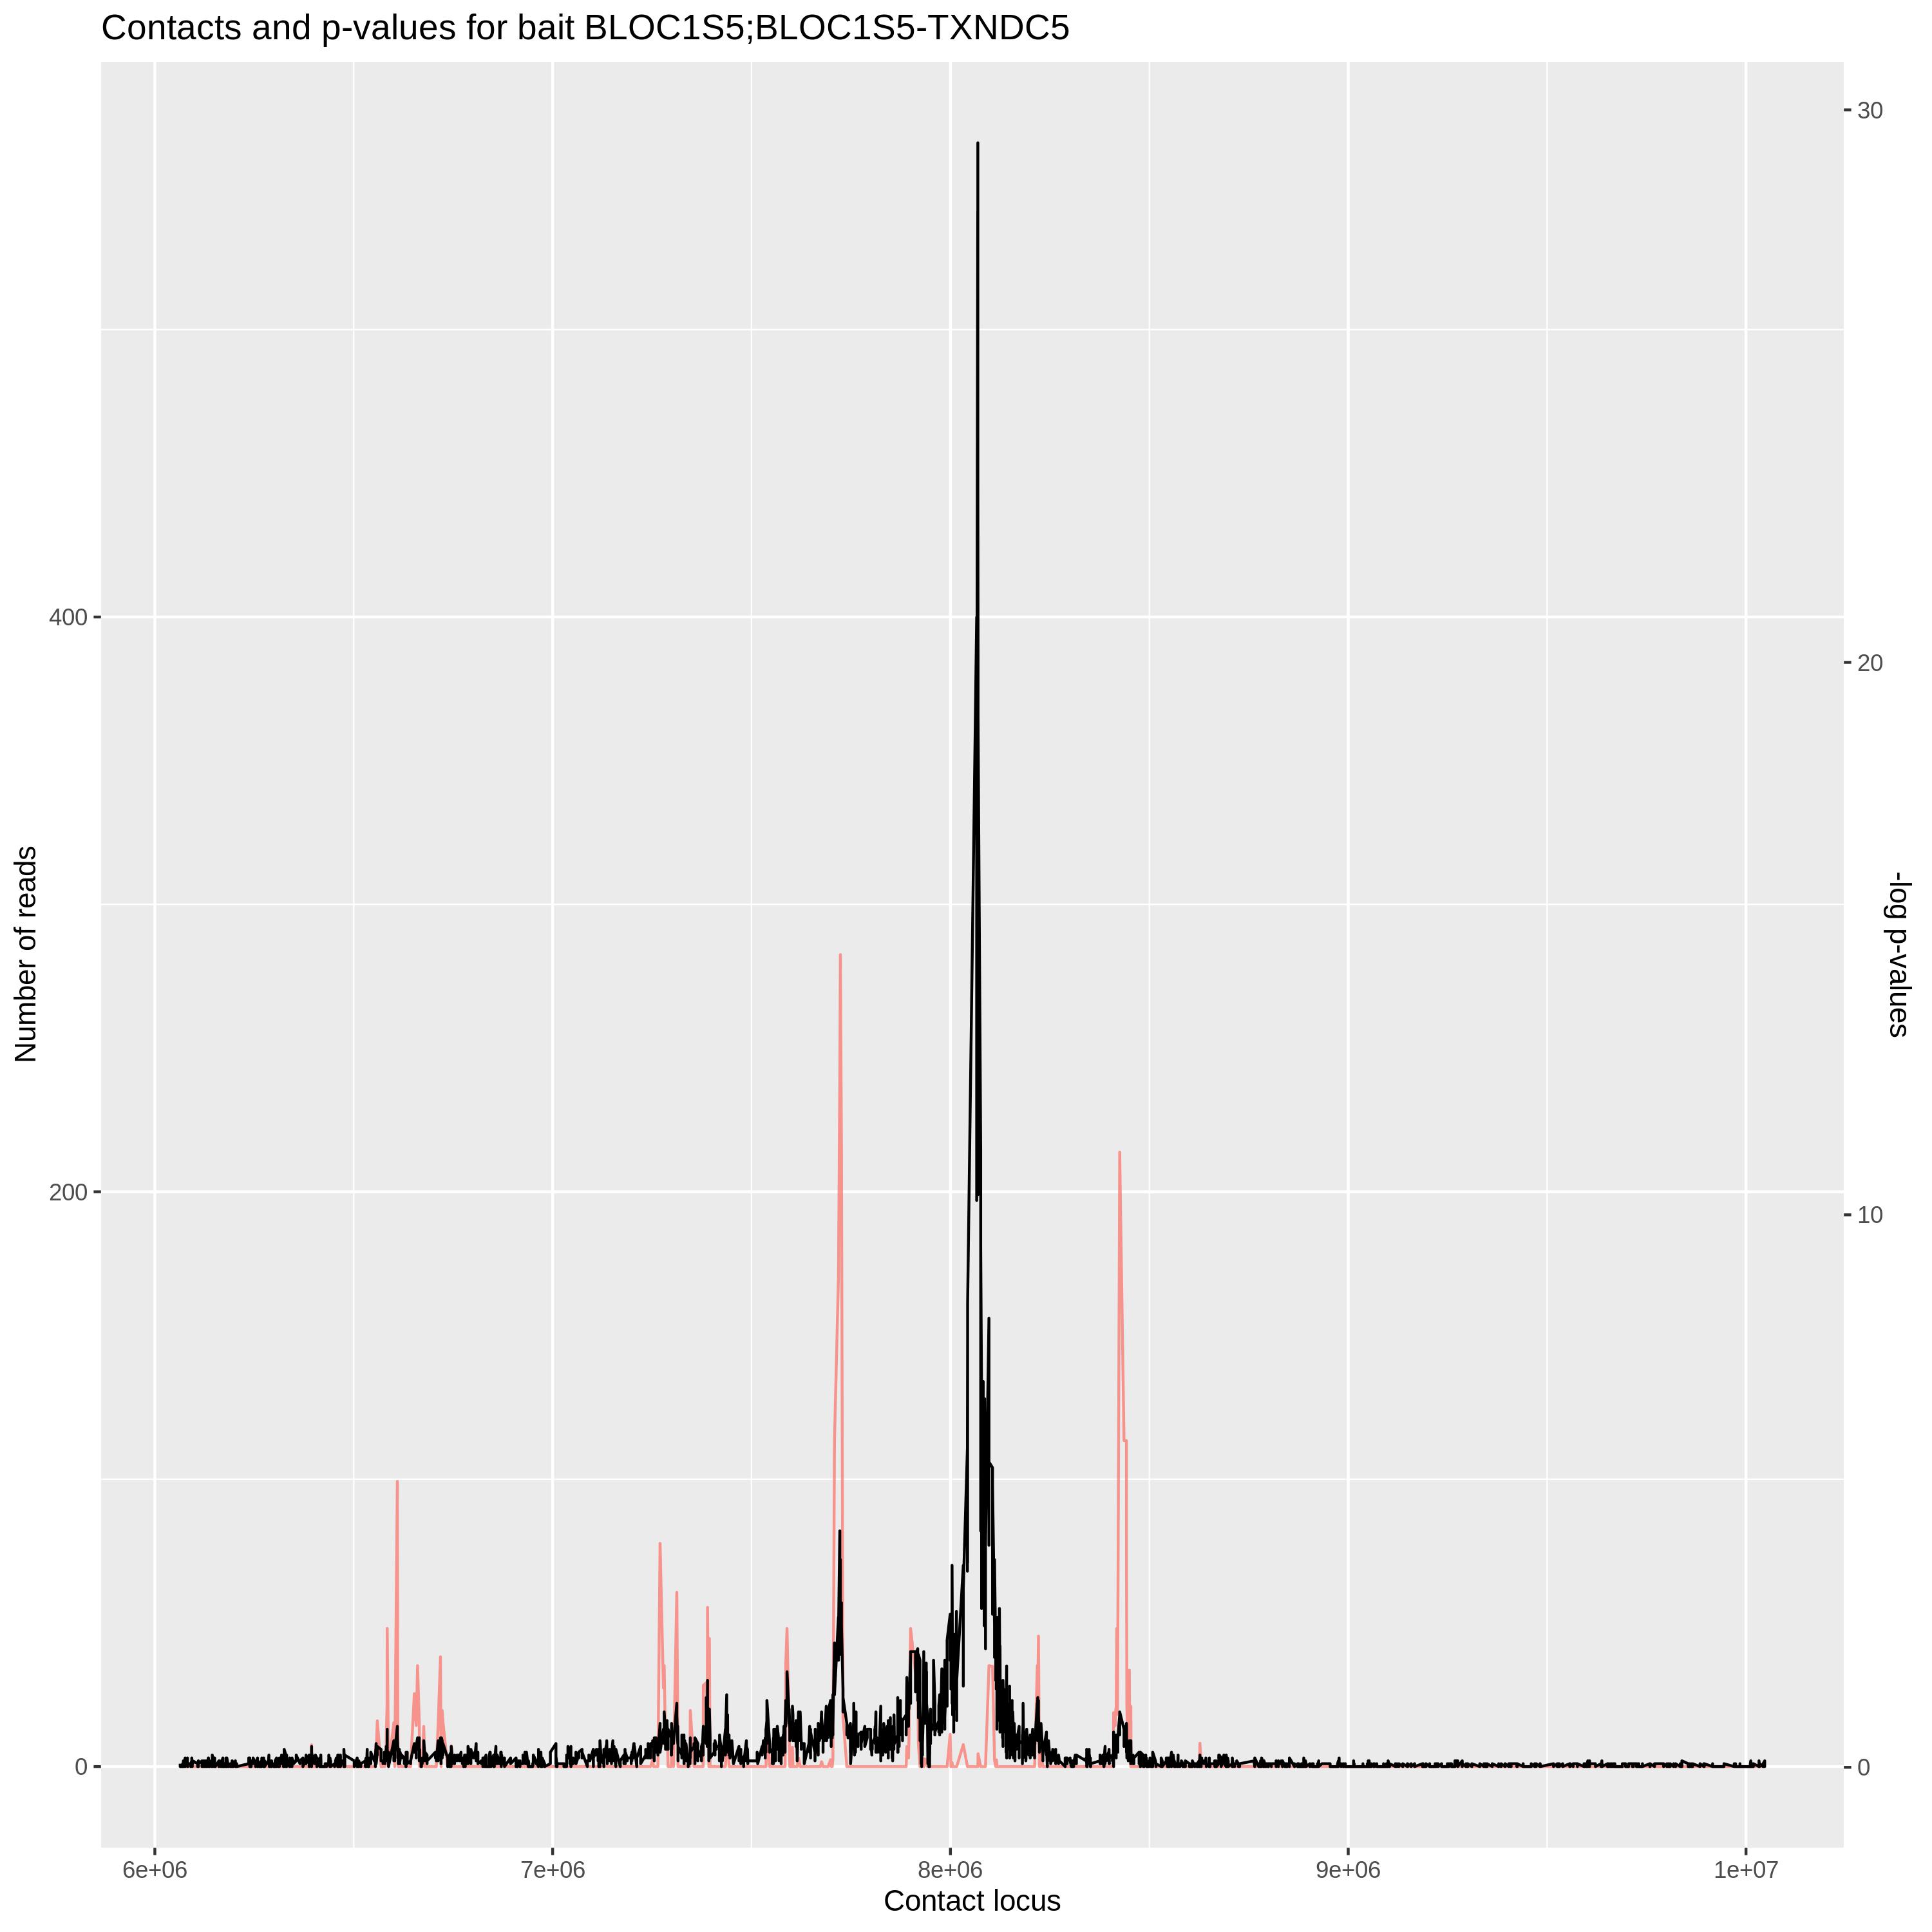 Contacts and p-values for bait BLOC1S5;BLOC1S5-TXNDC5
30
400
20
Number of reads
-log p-values
200
10
0
0
6e+06
7e+06
8e+06
9e+06
1e+07
Contact locus